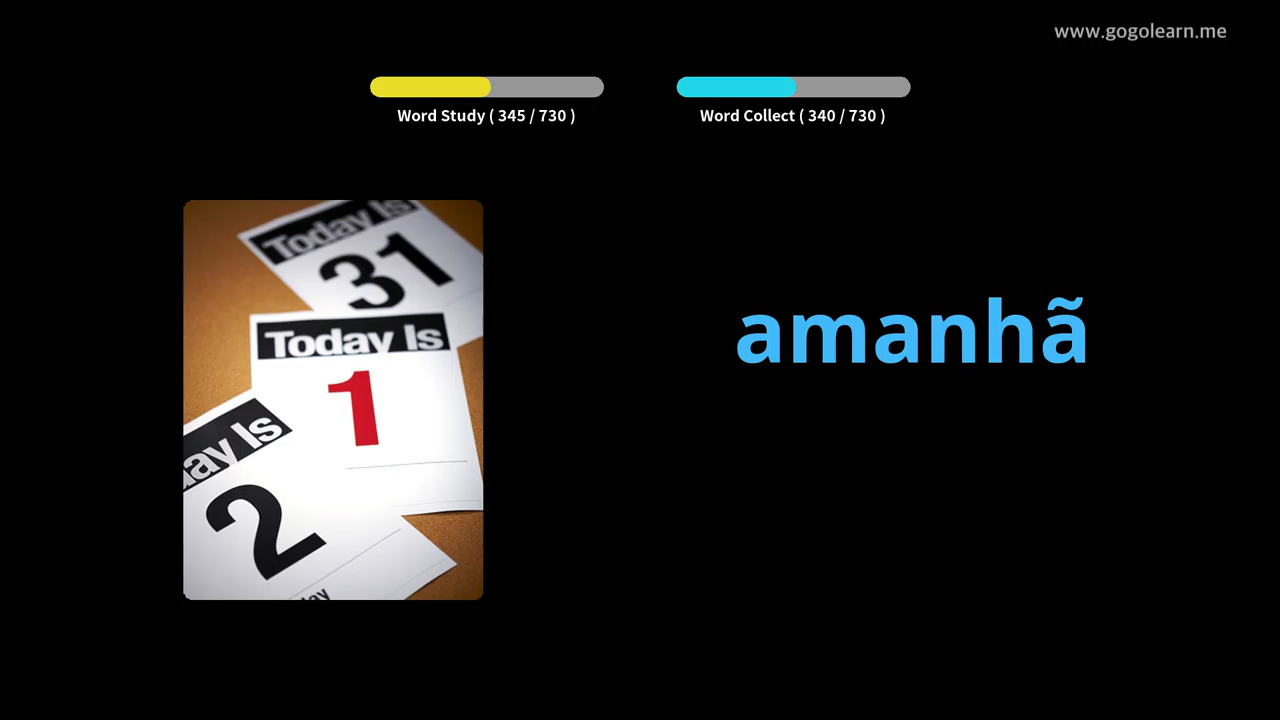 www.gogolearn.me
Word Study ( 345 / 730 )
Word Collect ( 340 / 730 )
Today Is
31
Today Is
1
ay Is
2
amanhã